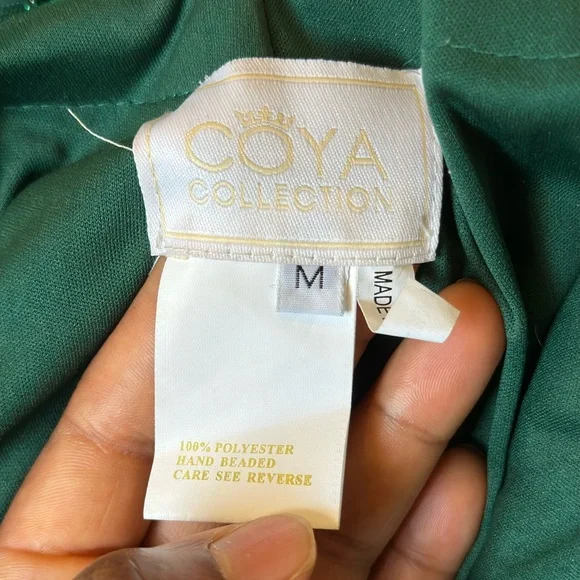 COYA
COLLECTION
M
MADE
100% POLYESTER
HAND BEADED
CARE SEE REVERSE